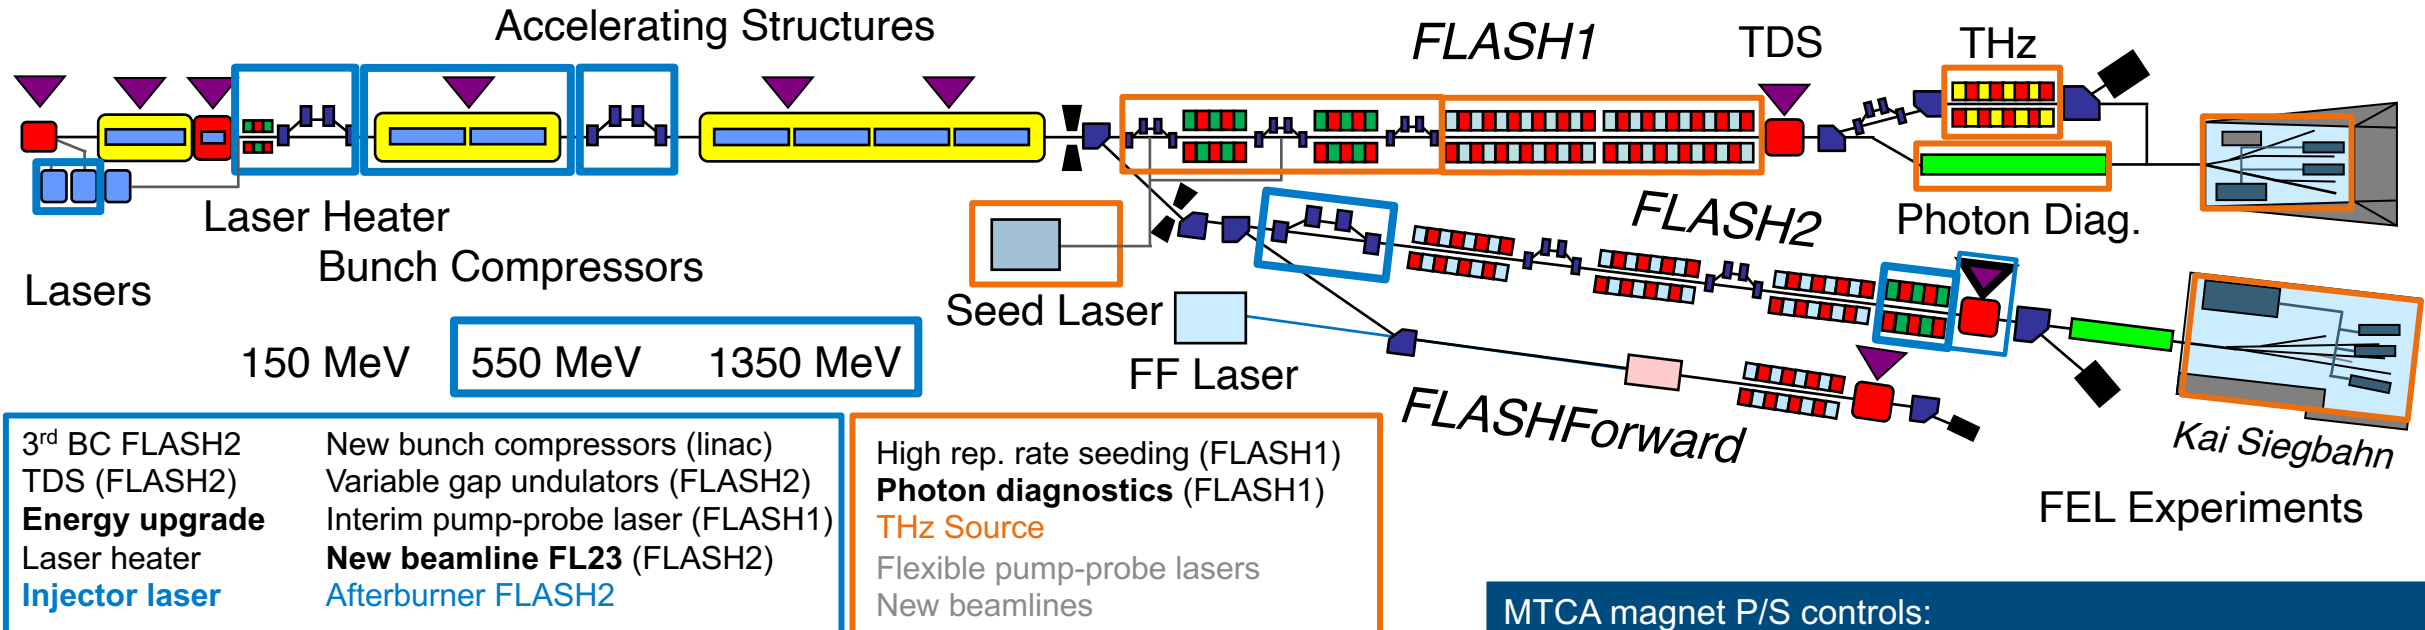 Accelerating Structures
FLASH1
TDS
THz
Laser Heater
Bunch Compressors
Lasers
Seed Laser
FF Laser
FLASH2
Photon Diag.
FLASHForward
Kai Siegbahn
FEL Experiments
150 MeV
550 MeV
1350 MeV
3rd BC FLASH2
TDS (FLASH2)
Energy upgrade
Laser heater
Injector laser
New bunch compressors (linac)
Variable gap undulators (FLASH2)
Interim pump-probe laser (FLASH1)
New beamline FL23 (FLASH2)
Afterburner FLASH2
High rep. rate seeding (FLASH1)
Photon diagnostics (FLASH1)
THz Source
Flexible pump-probe lasers
New beamlines
MTCA magnet P/S controls: